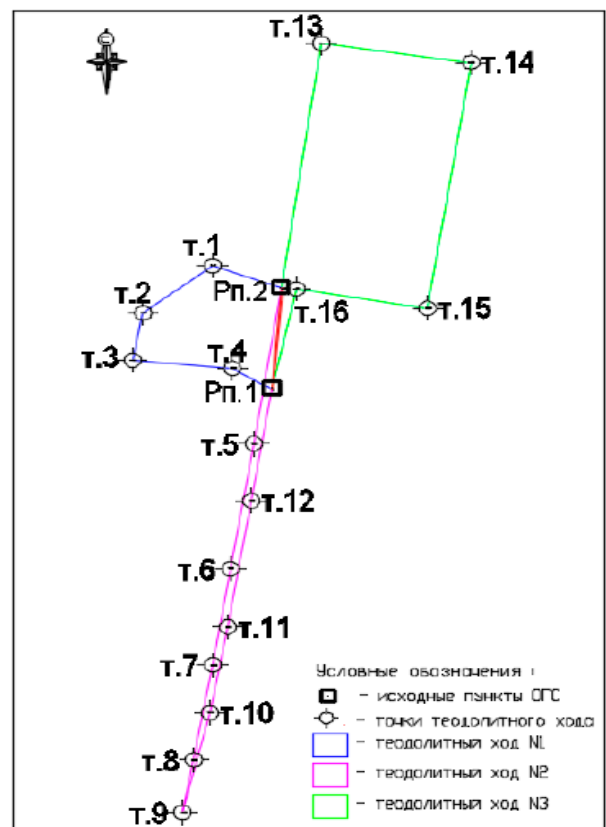 С
т.13
т.14
т.1
Рп.2
т.16
т.2
т.15
т.3
т.4
Рп.1
т.5
т.12
т.6
т.11
т.7
т.10
т.8
т.9
Условные обозначения :
- исходные пункты ОГС
- точки теодолитного хода
- теодолитный ход N1
- теодолитный ход N2
- теодолитный ход N3